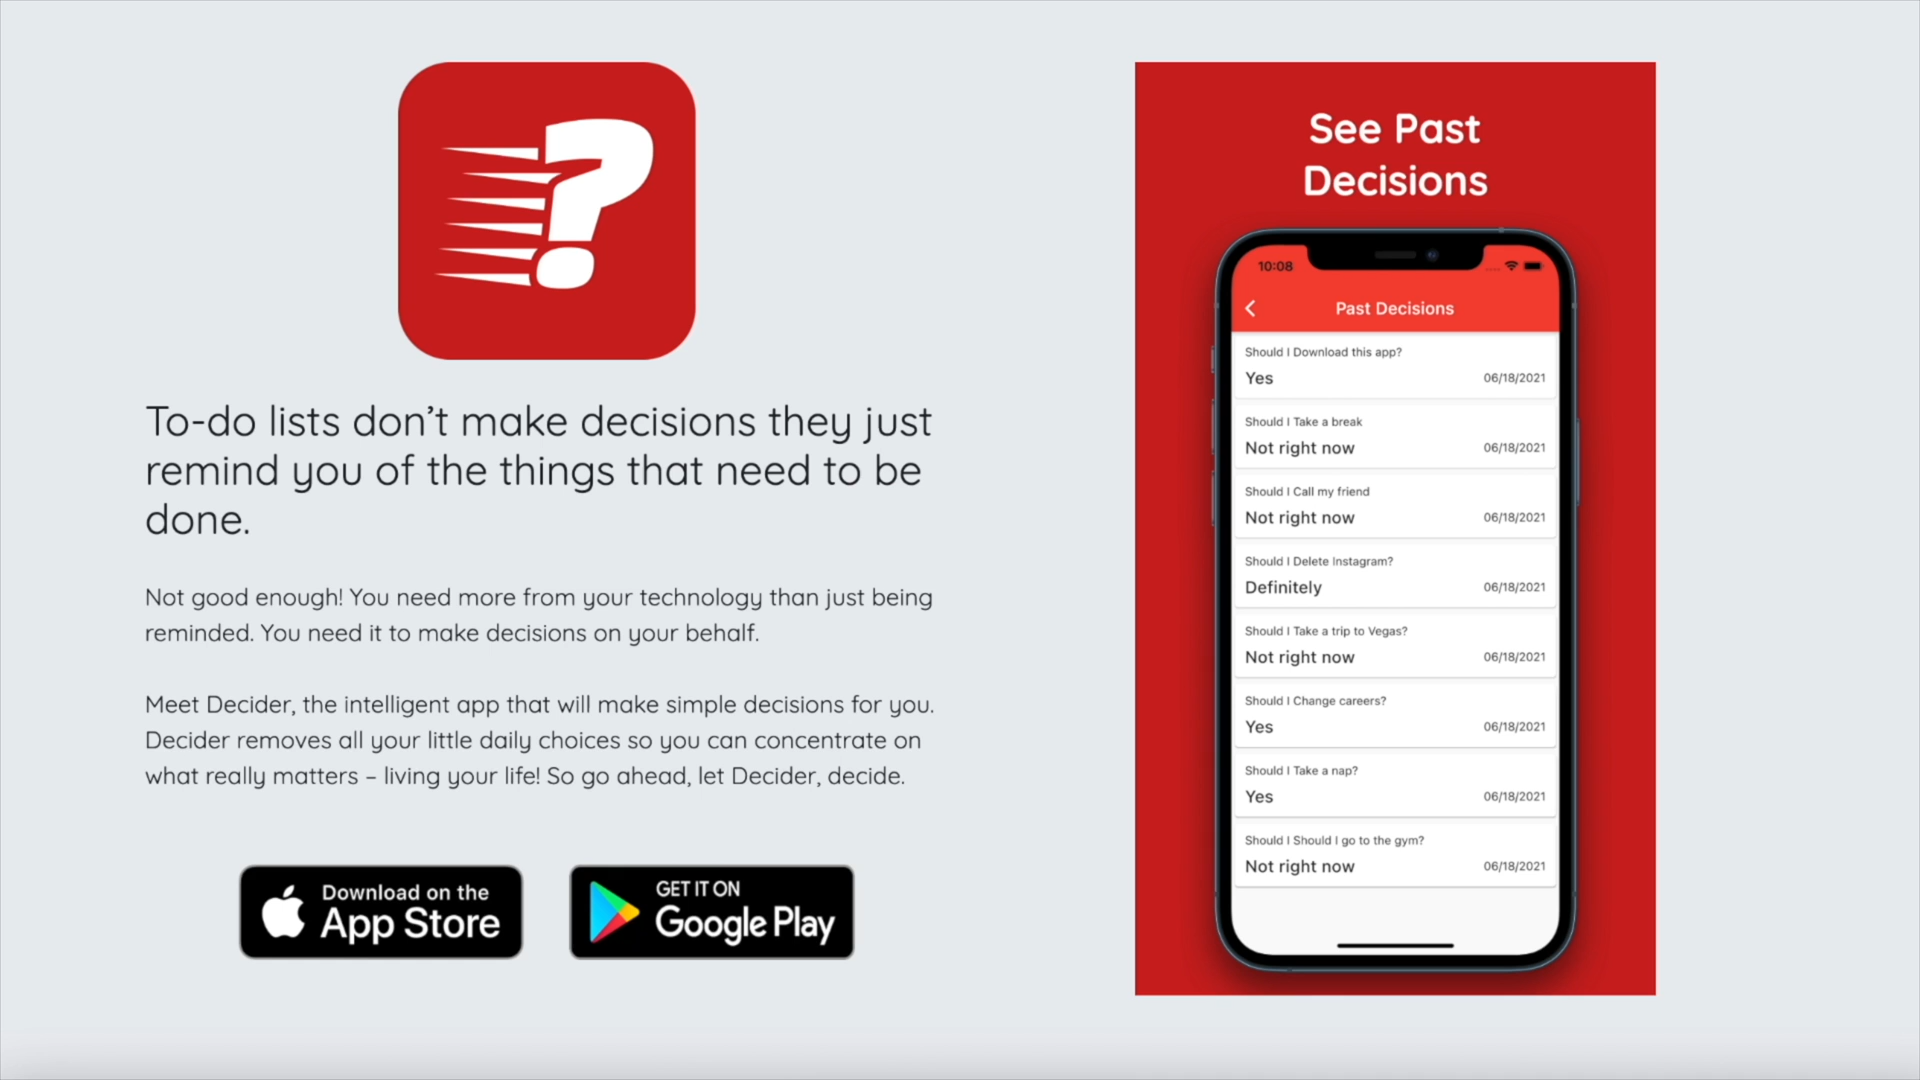 ?
To-do lists don’t make decisions they just
remind you of the things that need to be
done.
Not good enough! You need more from your technology than just being
reminded. You need it to make decisions on your behalf.
Meet Decider, the intelligent app that will make simple decisions for you.
Decider removes all your little daily choices so you can concentrate on
what really matters – living your life! So go ahead, let Decider, decide.
Download on the
App Store
GET IT ON
Google Play
See Past
Decisions
10:08
Past Decisions
Should I Download this app?
Yes 06/18/2021
Should I Take a break
Not right now 06/18/2021
Should I Call my friend
Not right now 06/18/2021
Should I Delete Instagram?
Definitely 06/18/2021
Should I Take a trip to Vegas?
Not right now 06/18/2021
Should I Change careers?
Yes 06/18/2021
Should I Take a nap?
Yes 06/18/2021
Should I Should I go to the gym?
Not right now 06/18/2021